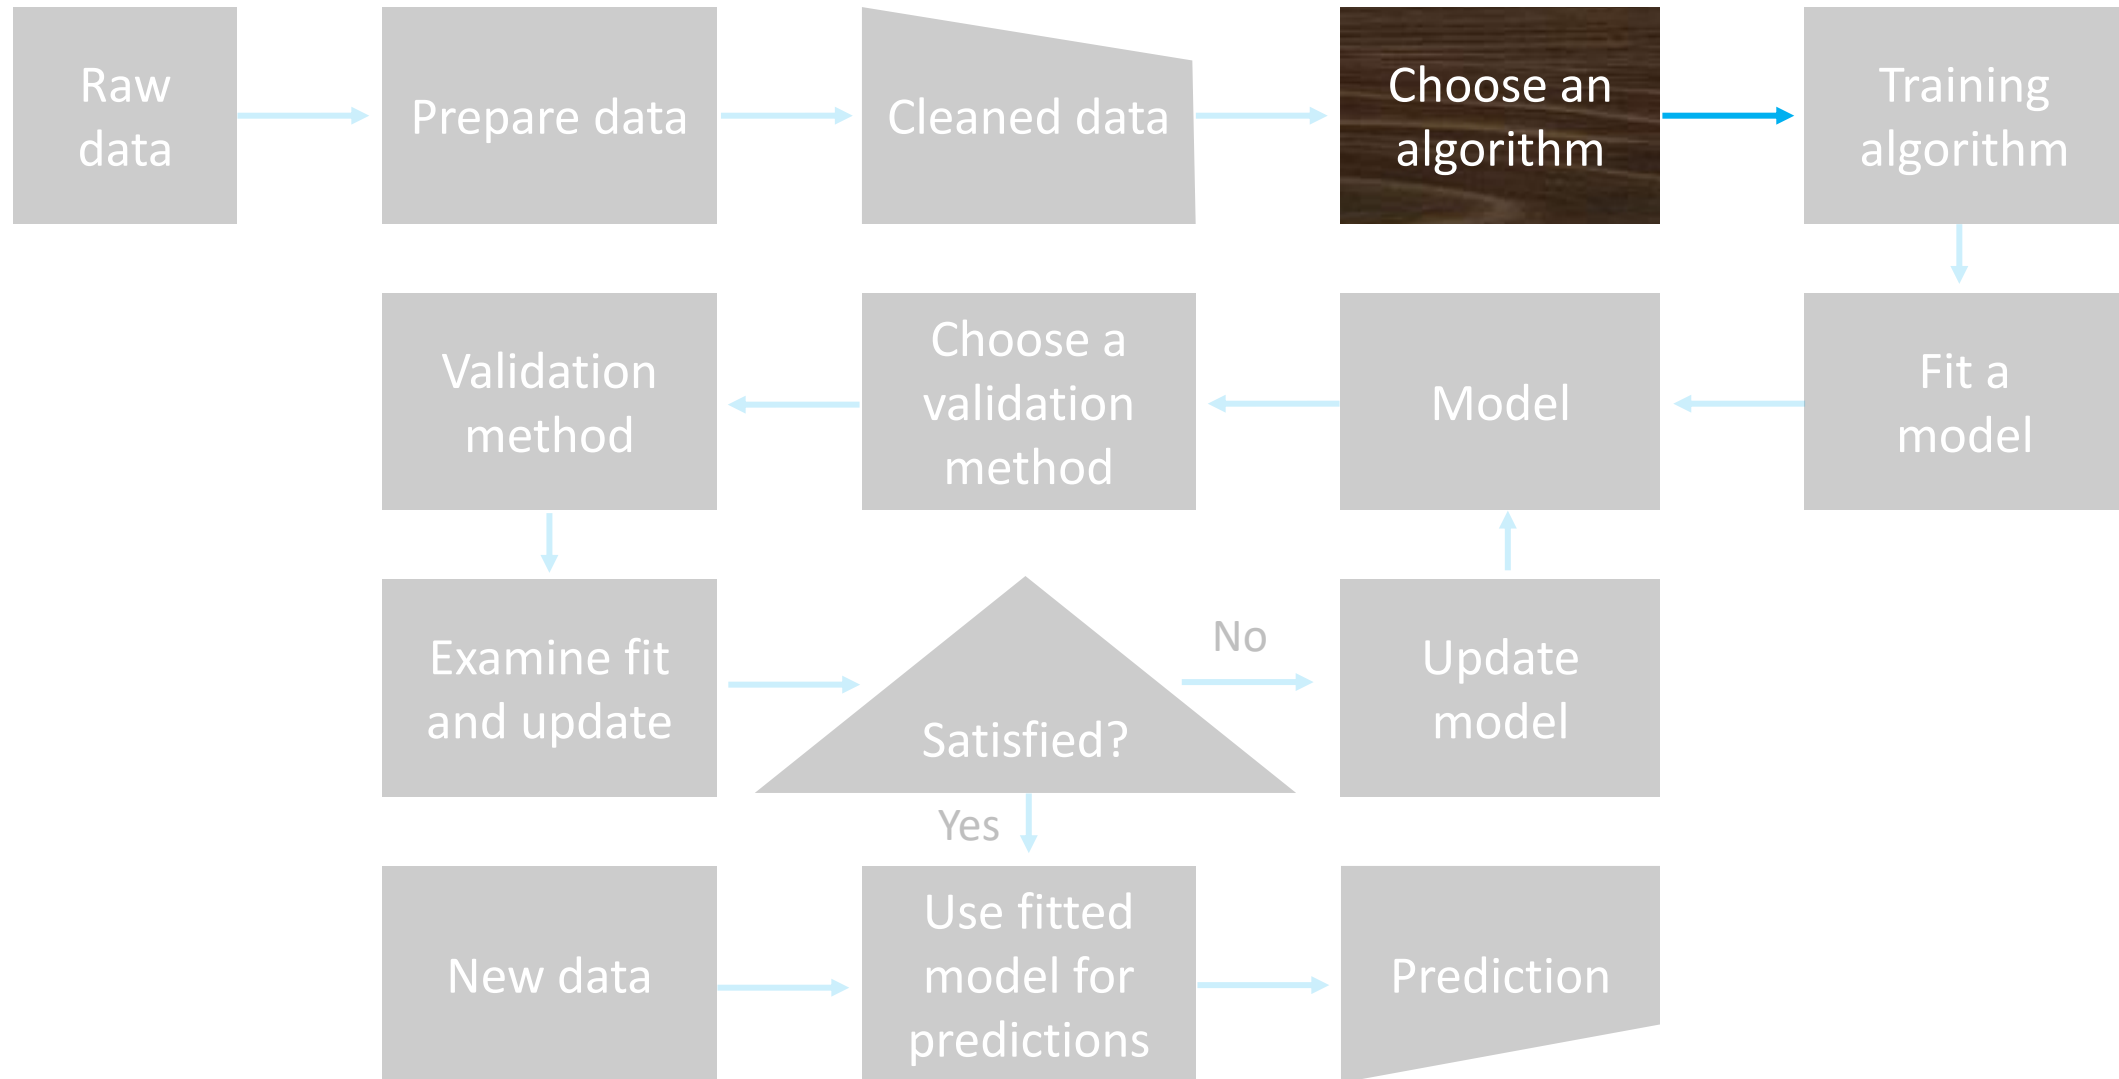 Raw
data
Prepare data
Cleaned data
Choose an
algorithm
Training
algorithm
Validation
method
Choose a
validation
method
Model
Fit a
model
Examine fit
and update
Satisfied?
No
Update
model
Yes
New data
Use fitted
model for
predictions
Prediction